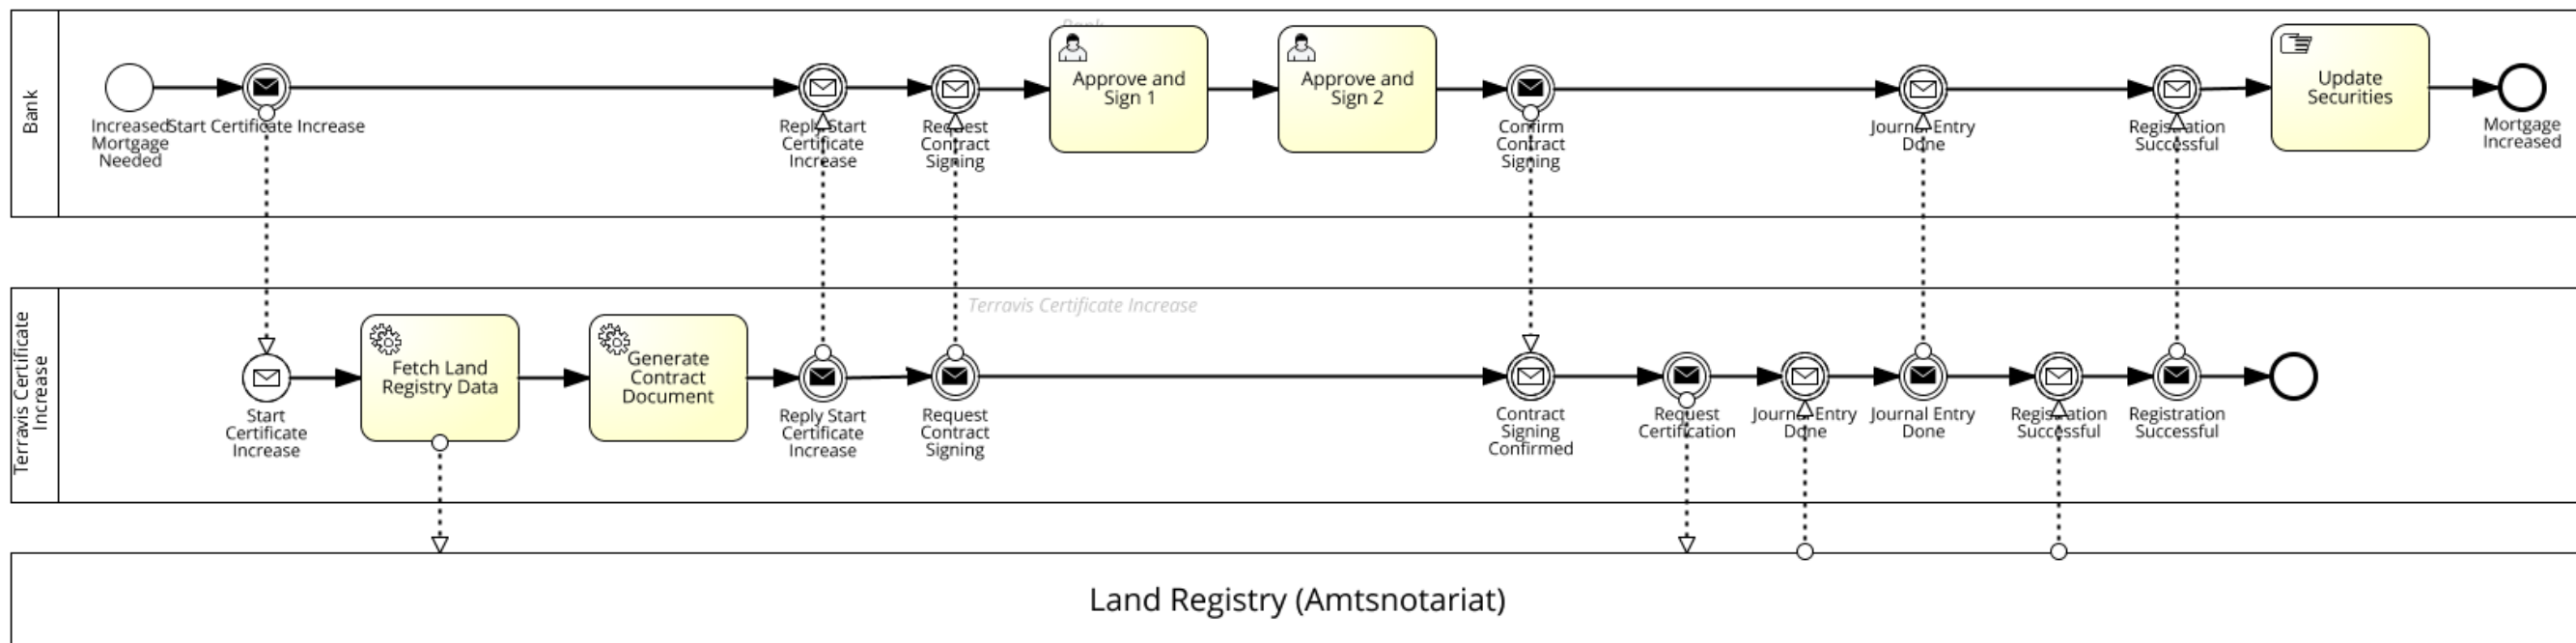 Bank
Bank
Increased
Mortgage
Needed
Start Certificate Increase
Reply Start
Certificate
Increase
Request
Contract
Signing
Approve and
Sign 1
Approve and
Sign 2
Confirm
Contract
Signing
Journal Entry
Done
Registration
Successful
Update
Securities
Mortgage
Increased
Terravis Certificate
Increase
Terravis Certificate Increase
Start
Certificate
Increase
Fetch Land
Registry Data
Generate
Contract
Document
Reply Start
Certificate
Increase
Request
Contract
Signing
Contract
Signing
Confirmed
Request
Certification
Journal Entry
Done
Journal Entry
Done
Registration
Successful
Registration
Successful
Land Registry (Amtsnotariat)